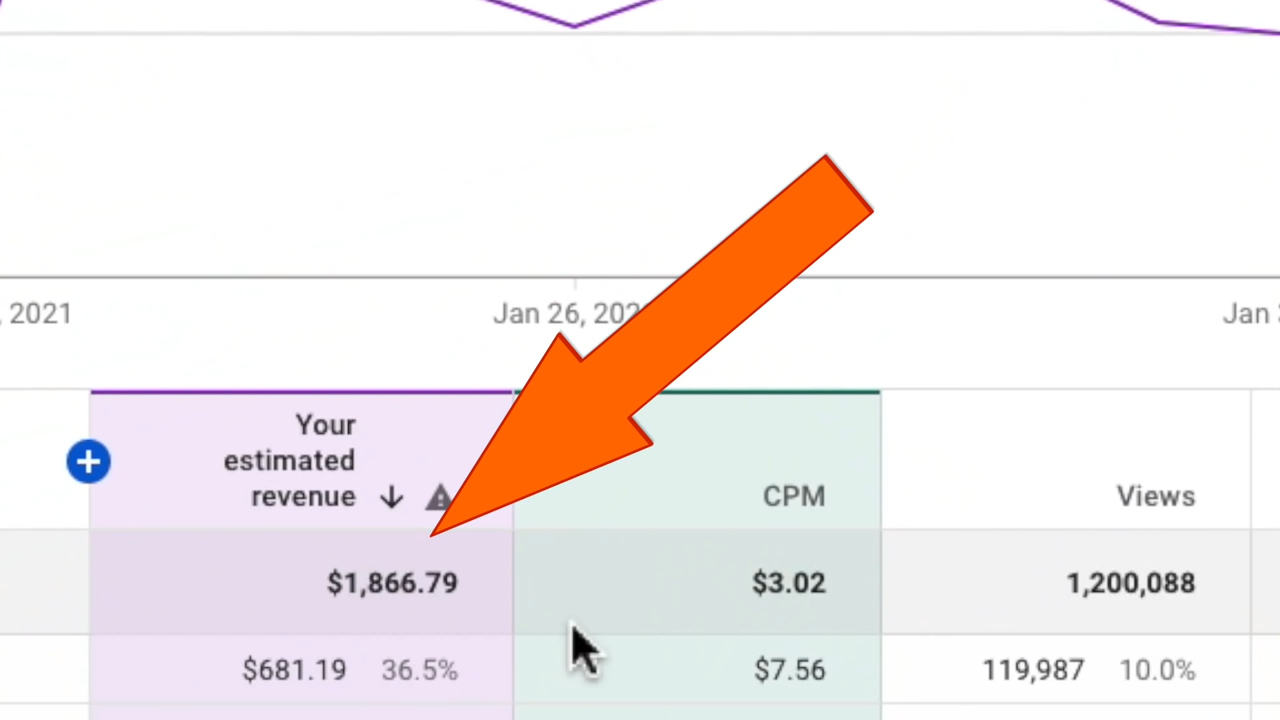 , 2021
Jan 26, 202
Jan
Your
estimated
revenue
CPM
Views
$1,866.79
$3.02
1,200,088
$681.19 36.5%
$7.56
119,987 10.0%